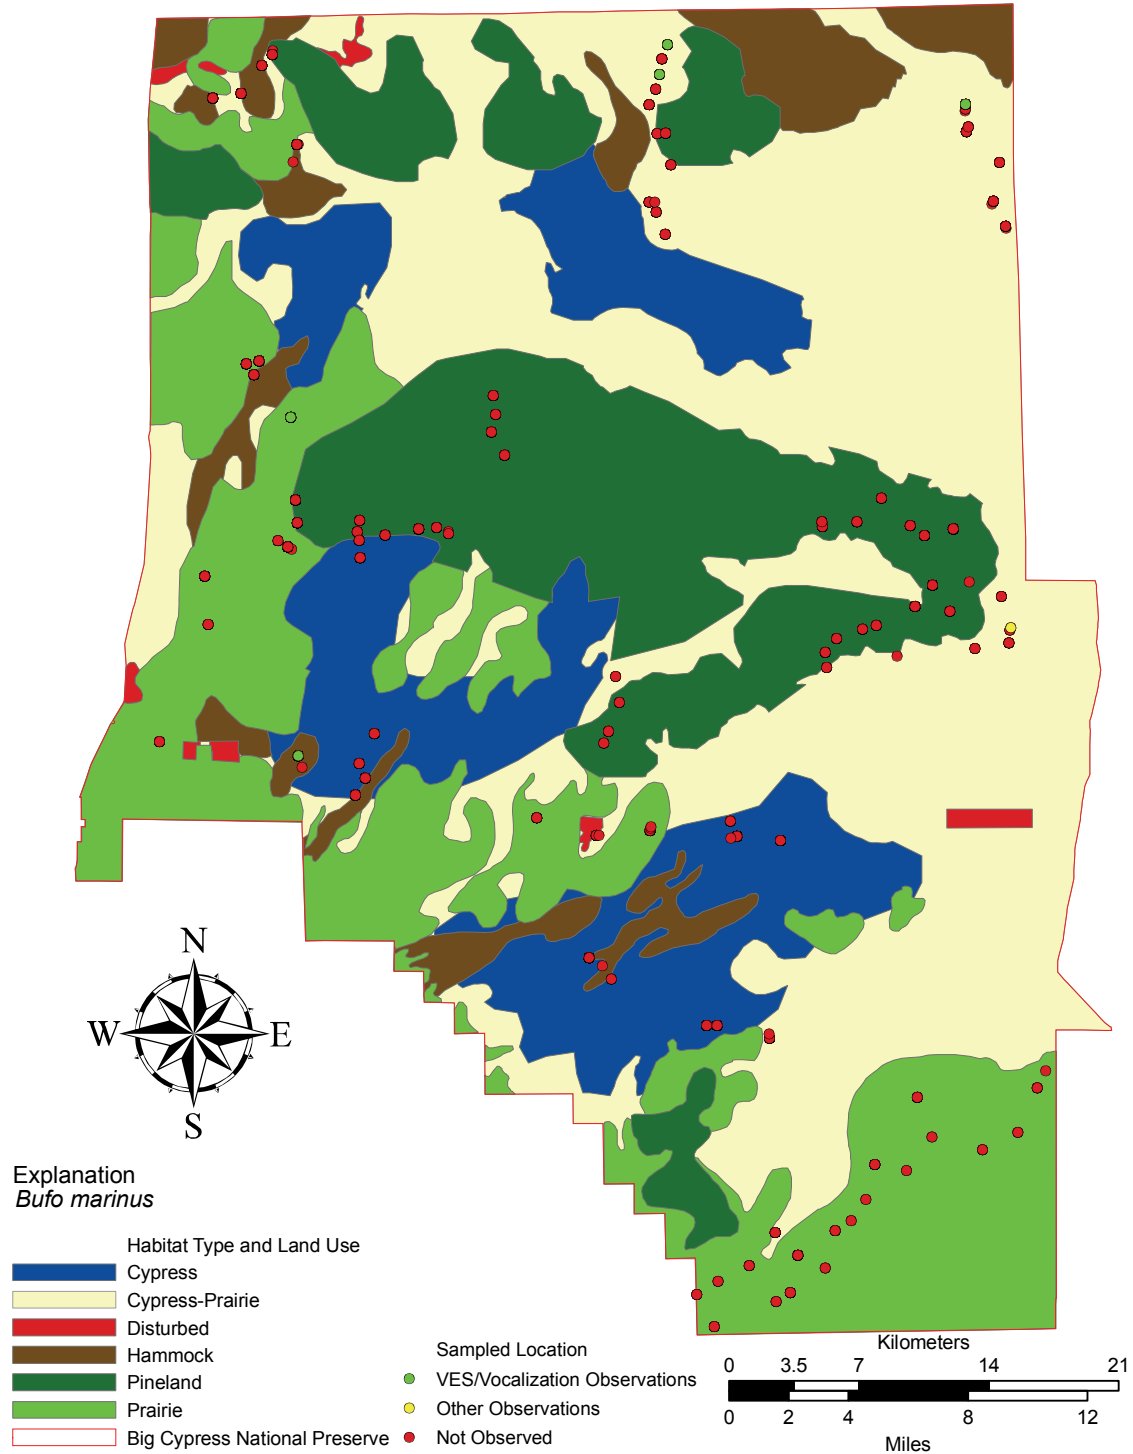 N
W E
S
Explanation
Bufo marinus
Habitat Type and Land Use
Cypress
Cypress-Prairie
Disturbed
Hammock
Pineland
Prairie
Big Cypress National Preserve
Sampled Location
VES/Vocalization Observations
Other Observations
Not Observed
Kilometers
0 3.5 7 14 21
0 2 4 8 12
Miles